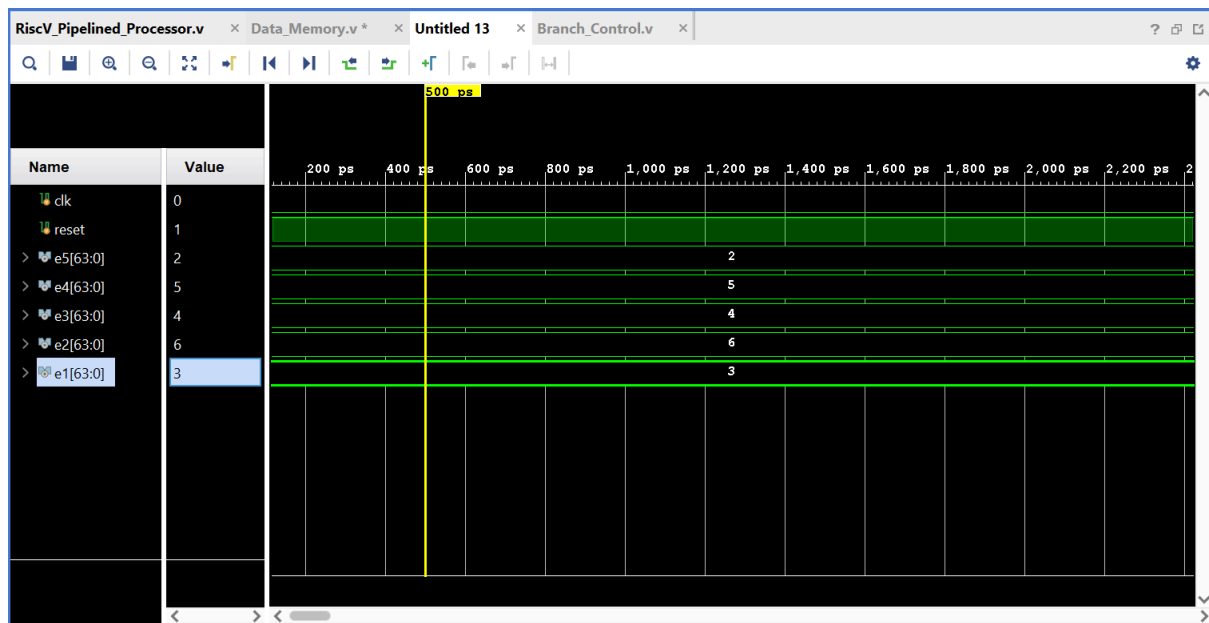 RiscV_Pipelined_Processor.v × Data_Memory.v * × Untitled 13 × Branch_Control.v × ?
500 ps
Name Value 200 ps 400 ps 600 ps 800 ps 1,000 ps 1,200 ps 1,400 ps 1,600 ps 1,800 ps 2,000 ps 2,200 ps 2
clk 0
reset 1
e5[63:0] 2 2
e4[63:0] 5 5
e3[63:0] 4 4
e2[63:0] 6 6
e1[63:0] 3 3